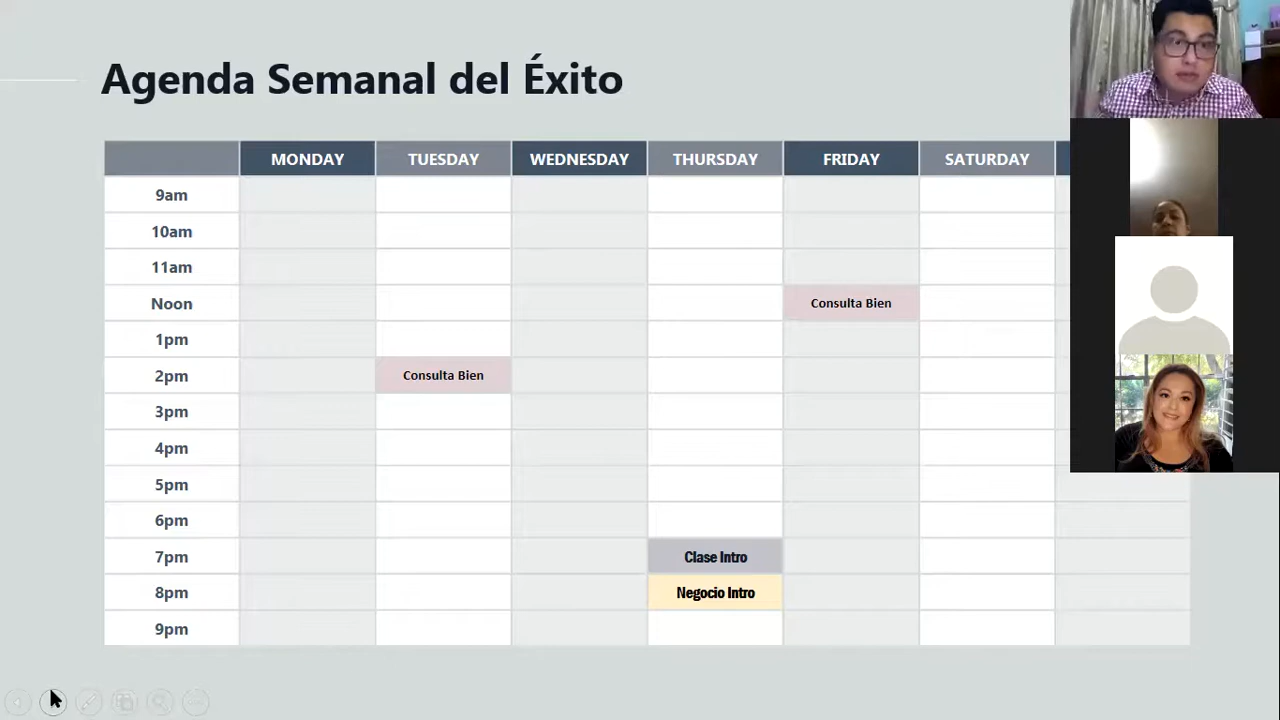 Agenda Semanal del Éxito
MONDAY TUESDAY WEDNESDAY THURSDAY FRIDAY SATURDAY
9am
10am
11am
Noon Consulta Bien
1pm
2pm Consulta Bien
3pm
4pm
5pm
6pm
7pm Clase Intro
8pm Negocio Intro
9pm